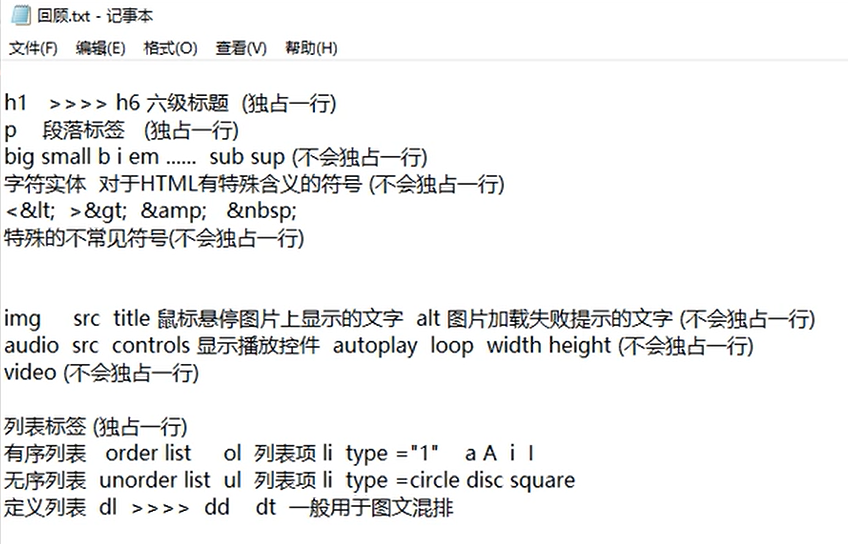 回顾.txt - 记事本
文件(F) 编辑(E) 格式(O) 查看(V) 帮助(H)
h1 >>>> h6 六级标题 (独占一行)
p 段落标签 (独占一行)
big small b i em ...... sub sup (不会独占一行)
字符实体 对于HTML有特殊含义的符号 (不会独占一行)
<&lt; >&gt; &amp; &nbsp;
特殊的不常见符号(不会独占一行)
img src title 鼠标悬停图片上显示的文字 alt 图片加载失败提示的文字 (不会独占一行)
audio src controls 显示播放控件 autoplay loop width height (不会独占一行)
video (不会独占一行)
列表标签 (独占一行)
有序列表 order list ol 列表项 li type ="1" a A i I
无序列表 unorder list ul 列表项 li type =circle disc square
定义列表 dl >>>> dd dt 一般用于图文混排